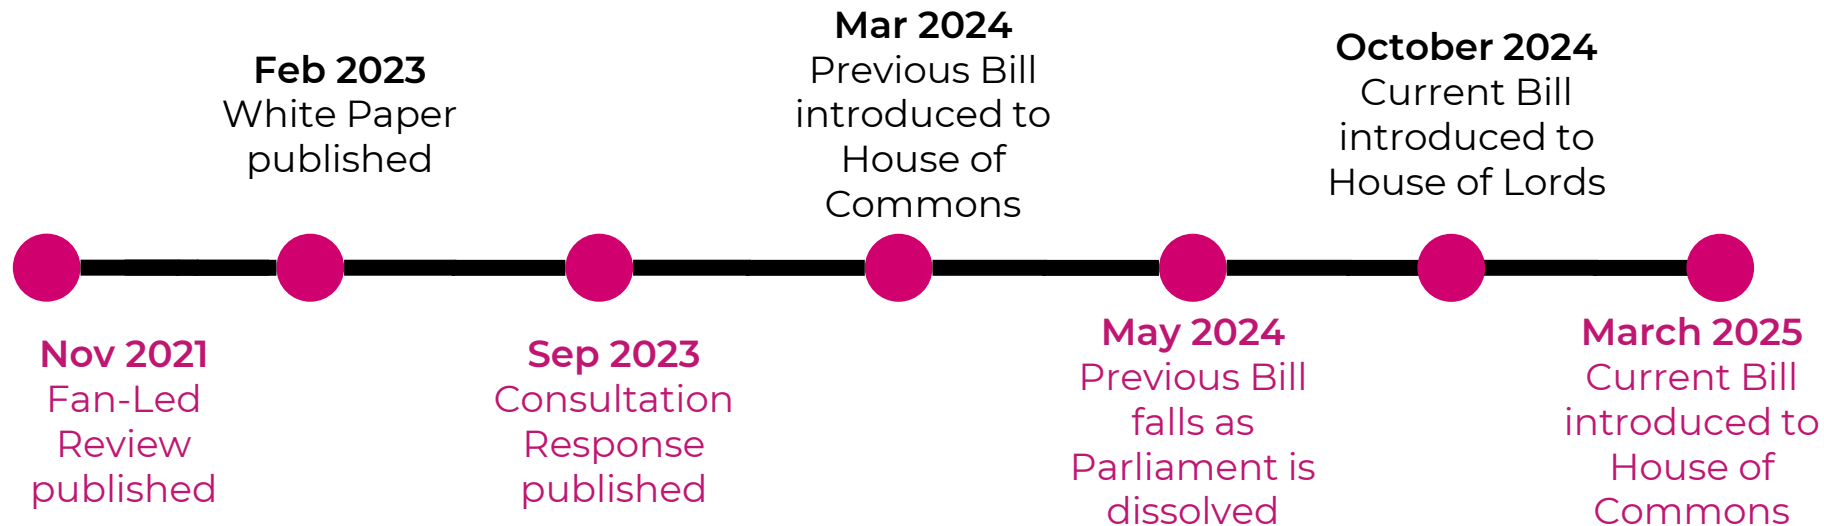 Nov 2021
Fan-Led
Review
published
Feb 2023
White Paper
published
Sep 2023
Consultation
Response
published
Mar 2024
Previous Bill
introduced to
House of
Commons
May 2024
Previous Bill
falls as
Parliament is
dissolved
October 2024
Current Bill
introduced to
House of Lords
March 2025
Current Bill
introduced to
House of
Commons